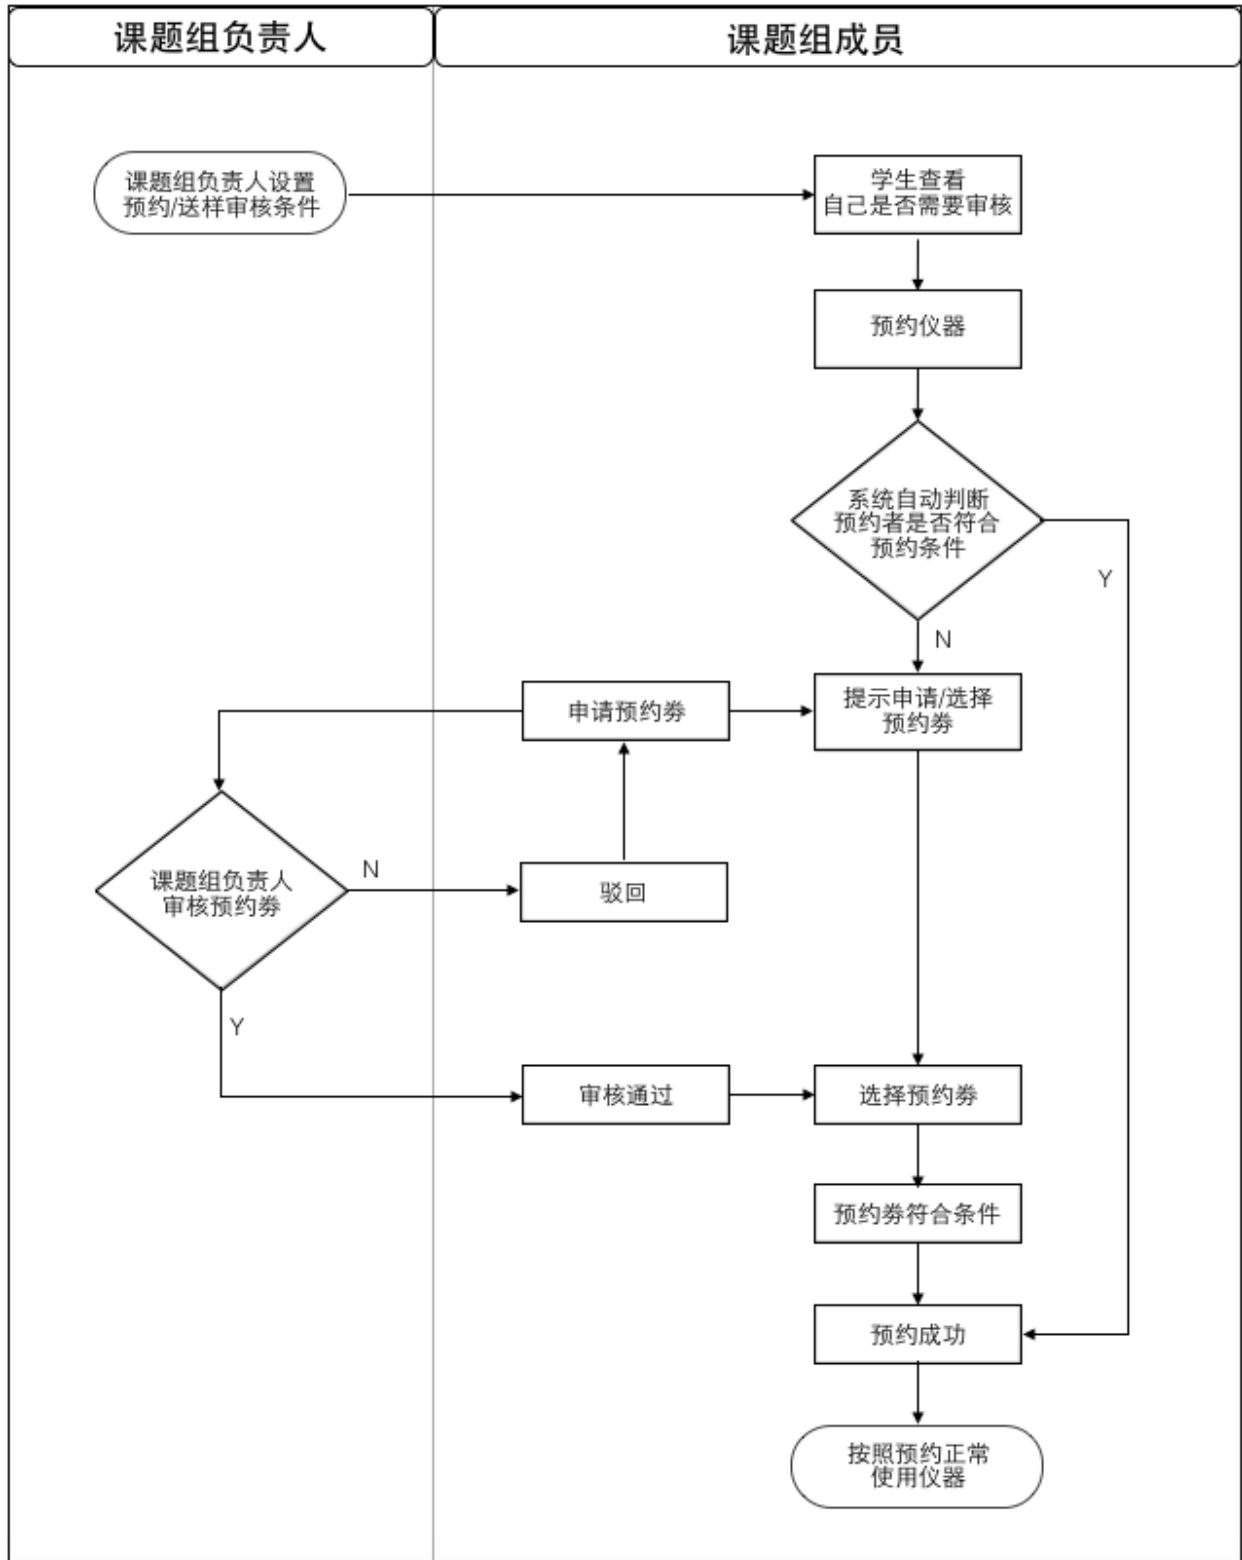 课题组负责人
课题组成员
课题组负责人设置
预约/送样审核条件
学生查看
自己是否需要审核
预约仪器
系统自动判断
预约者是否符合
预约条件
Y
N
申请预约劵
提示申请/选择
预约劵
课题组负责人
审核预约劵
N
驳回
Y
审核通过
选择预约劵
预约劵符合条件
预约成功
按照预约正常
使用仪器